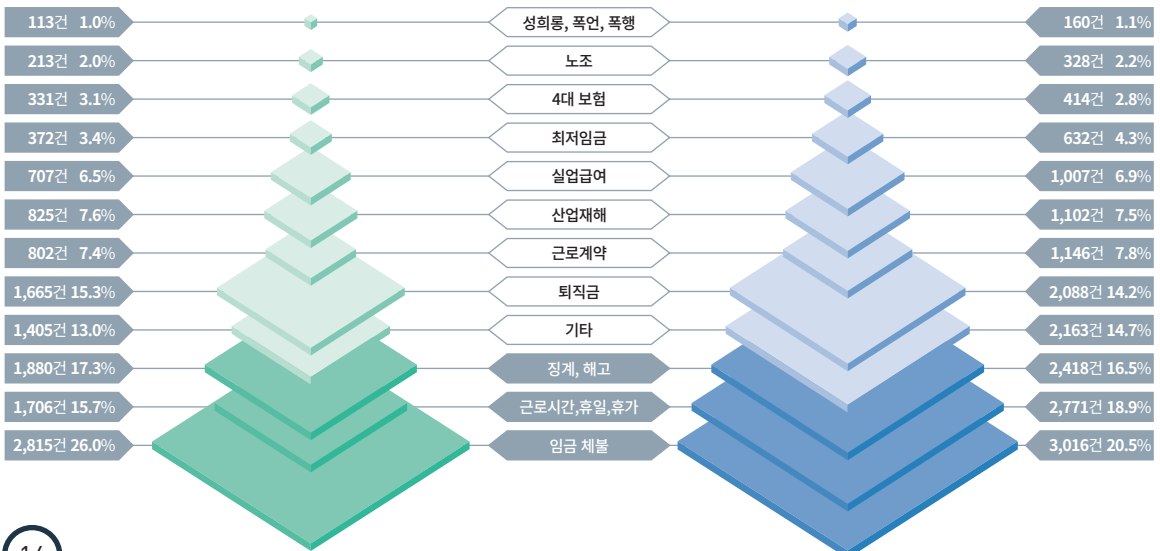 113건 1.0% 성희롱, 폭언, 폭행 160건 1.1%
213건 2.0% 노조 328건 2.2%
331건 3.1% 4대 보험 414건 2.8%
372건 3.4% 최저임금 632건 4.3%
707건 6.5% 실업급여 1,007건 6.9%
825건 7.6% 산업재해 1,102건 7.5%
802건 7.4% 근로계약 1,146건 7.8%
1,665건 15.3% 퇴직금 2,088건 14.2%
1,405건 13.0% 기타 2,163건 14.7%
1,880건 17.3% 징계, 해고 2,418건 16.5%
1,706건 15.7% 근로시간,휴일,휴가 2,771건 18.9%
2,815건 26.0% 임금 체불 3,016건 20.5%